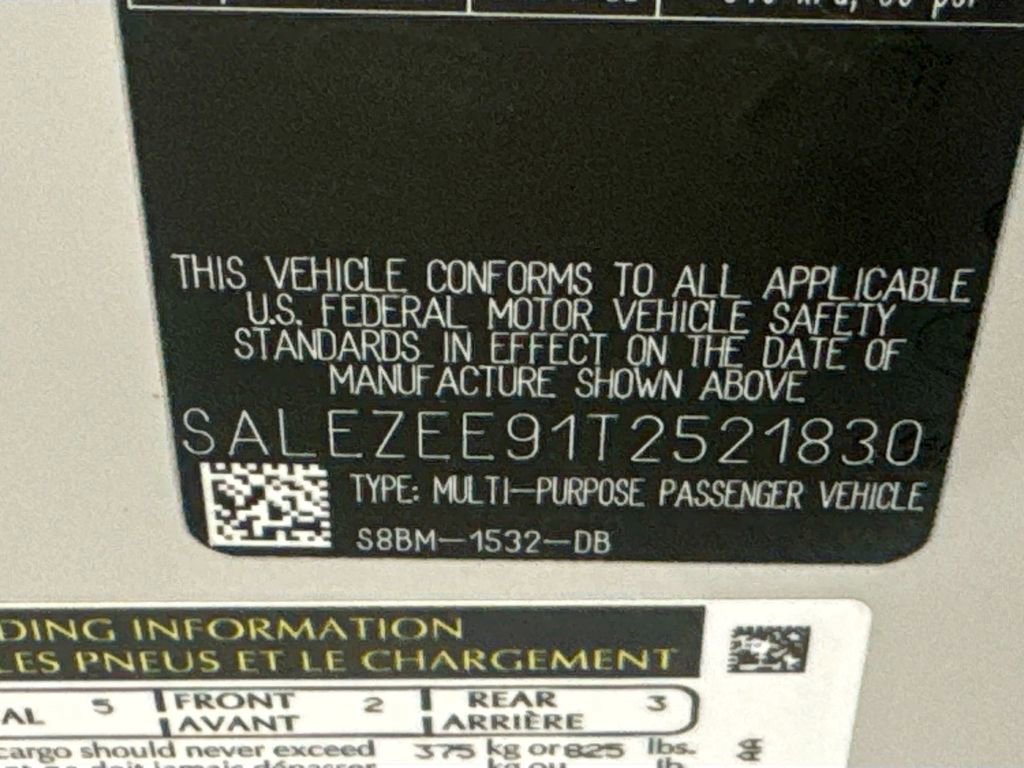 THIS VEHICLE CONFORMS TO ALL APPLICABLE
U.S. FEDERAL MOTOR VEHICLE SAFETY
STANDARDS IN EFFECT ON THE DATE OF
MANUFACTURE SHOWN ABOVE
SALEZEE91T2521830
TYPE: MULTI-PURPOSE PASSENGER VEHICLE
S8BM-1532-DB
DING INFORMATION
LES PNEUS ET LE CHARGEMENT
AL 5 FRONT 2 REAR 3
AVANT ARRIÈRE
cargo should never exceed 375 kg or 825 lbs.